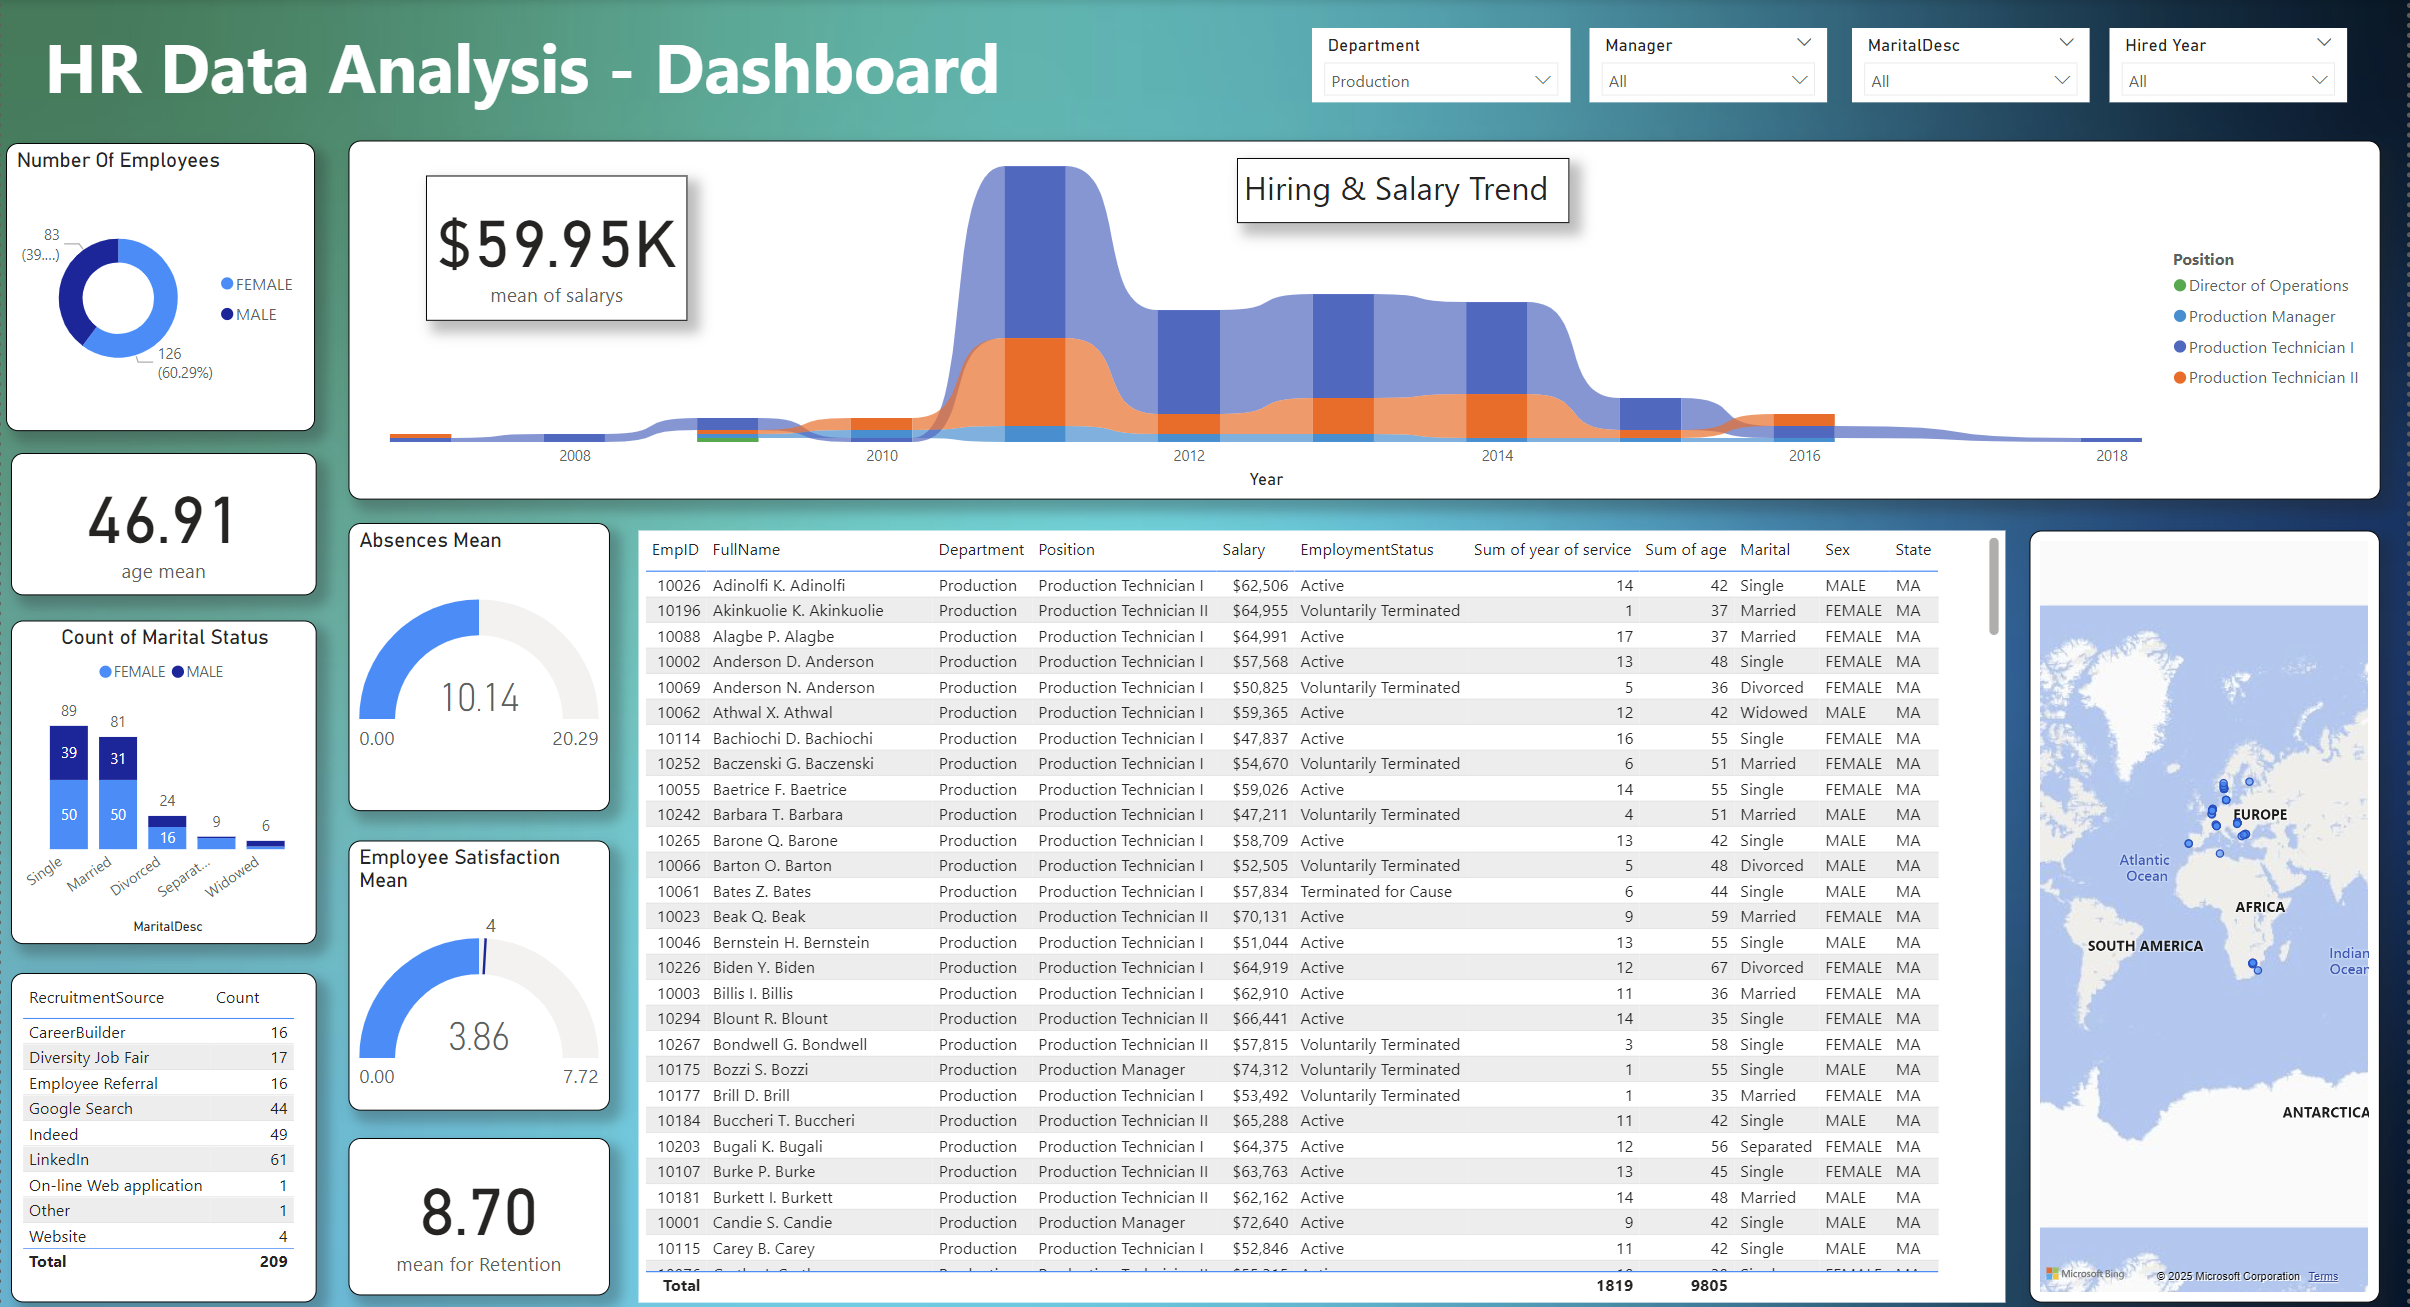 HR Data Analysis - Dashboard
Department
Production
Manager
All
MaritalDesc
All
Hired Year
All
Number Of Employees
83
(39....)
126
(60.29%)
FEMALE
MALE
$59.95K
mean of salarys
Hiring & Salary Trend
Position
Director of Operations
Production Manager
Production Technician I
Production Technician II
2008 2010 2012 2014 2016 2018
Year
46.91
age mean
Count of Marital Status
FEMALE MALE
89
39
50
81
31
50
24
16
9
6
Single Married Divorced Separat... Widowed
MaritalDesc
RecruitmentSource Count
CareerBuilder 16
Diversity Job Fair 17
Employee Referral 16
Google Search 44
Indeed 49
LinkedIn 61
On-line Web application 1
Other 1
Website 4
Total 209
Absences Mean
10.14
0.00 20.29
Employee Satisfaction
Mean
4
3.86
0.00 7.72
8.70
mean for Retention
EmpID FullName Department Position Salary EmploymentStatus Sum of year of service Sum of age Marital Sex State
10026 Adinolfi K. Adinolfi Production Production Technician I $62,506 Active 14 42 Single MALE MA
10196 Akinkuolie K. Akinkuolie Production Production Technician II $64,955 Voluntarily Terminated 1 37 Married FEMALE MA
10088 Alagbe P. Alagbe Production Production Technician I $64,991 Active 17 37 Married FEMALE MA
10002 Anderson D. Anderson Production Production Technician I $57,568 Active 13 48 Single FEMALE MA
10069 Anderson N. Anderson Production Production Technician I $50,825 Voluntarily Terminated 5 36 Divorced FEMALE MA
10062 Athwal X. Athwal Production Production Technician I $59,365 Active 12 42 Widowed MALE MA
10114 Bachiochi D. Bachiochi Production Production Technician I $47,837 Active 16 55 Single FEMALE MA
10252 Baczenski G. Baczenski Production Production Technician I $54,670 Voluntarily Terminated 6 51 Married FEMALE MA
10055 Baetrice F. Baetrice Production Production Technician I $59,026 Active 14 55 Single FEMALE MA
10242 Barbara T. Barbara Production Production Technician I $47,211 Voluntarily Terminated 4 51 Married MALE MA
10265 Barone Q. Barone Production Production Technician I $58,709 Active 13 42 Single MALE MA
10066 Barton O. Barton Production Production Technician I $52,505 Voluntarily Terminated 5 48 Divorced MALE MA
10061 Bates Z. Bates Production Production Technician I $57,834 Terminated for Cause 6 44 Single MALE MA
10023 Beak Q. Beak Production Production Technician II $70,131 Active 9 59 Married FEMALE MA
10046 Bernstein H. Bernstein Production Production Technician I $51,044 Active 13 55 Single MALE MA
10226 Biden Y. Biden Production Production Technician I $64,919 Active 12 67 Divorced FEMALE MA
10003 Billis I. Billis Production Production Technician I $62,910 Active 11 36 Married FEMALE MA
10294 Blount R. Blount Production Production Technician II $66,441 Active 14 35 Single FEMALE MA
10267 Bondwell G. Bondwell Production Production Technician II $57,815 Voluntarily Terminated 3 58 Single FEMALE MA
10175 Bozzi S. Bozzi Production Production Manager $74,312 Voluntarily Terminated 1 55 Single MALE MA
10177 Brill D. Brill Production Production Technician I $53,492 Voluntarily Terminated 1 35 Married FEMALE MA
10184 Buccheri T. Buccheri Production Production Technician II $65,288 Active 11 42 Single MALE MA
10203 Bugali K. Bugali Production Production Technician I $64,375 Active 12 56 Separated FEMALE MA
10107 Burke P. Burke Production Production Technician II $63,763 Active 13 45 Single FEMALE MA
10181 Burkett I. Burkett Production Production Technician II $62,162 Active 14 48 Married MALE MA
10001 Candie S. Candie Production Production Manager $72,640 Active 9 42 Single MALE MA
10115 Carey B. Carey Production Production Technician I $52,846 Active 11 42 Single MALE MA
Total 1819 9805
EUROPE
Atlantic
Ocean
AFRICA
SOUTH AMERICA
Indian
Ocean
ANTARCTICA
Microsoft Bing
© 2025 Microsoft Corporation Terms